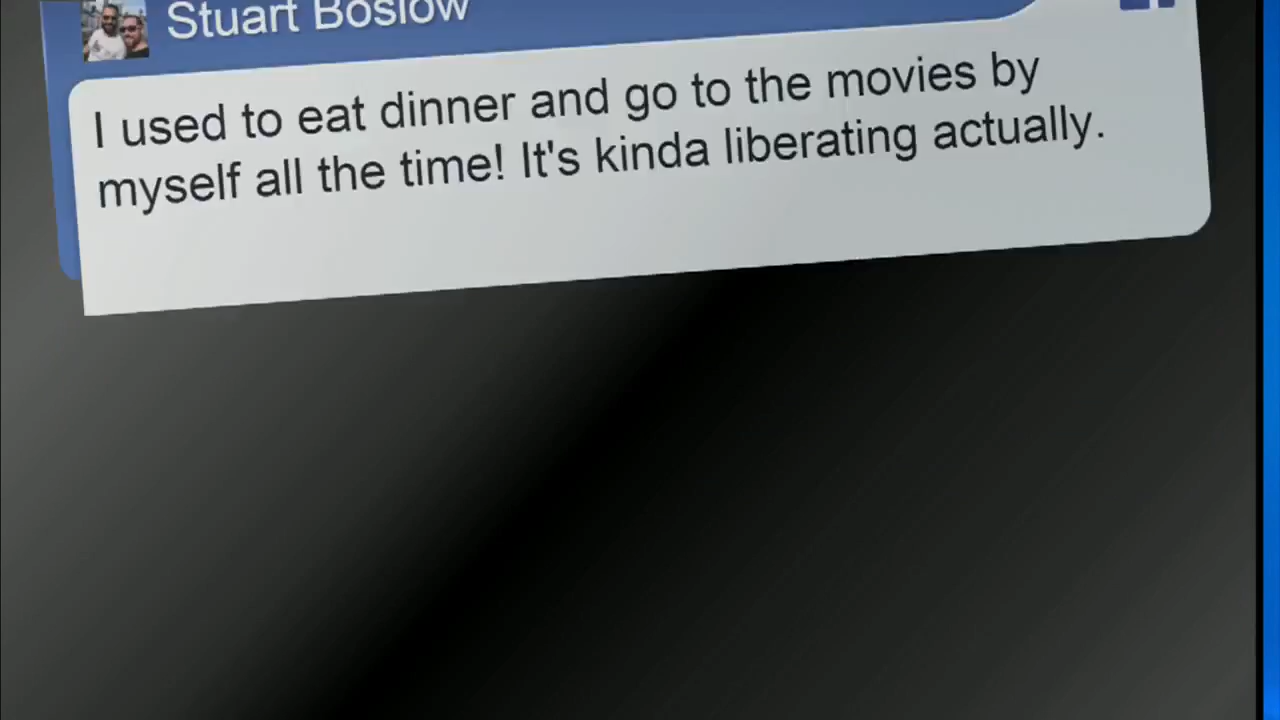 Stuart Boslow
I used to eat dinner and go to the movies by
myself all the time! It's kinda liberating actually.